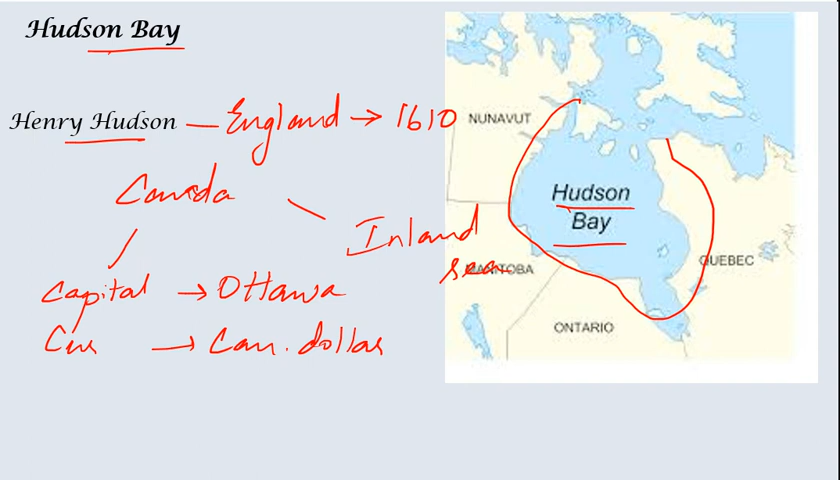 Hudson Bay
Henry Hudson — England → 1610
Canada
Inland
sea
Capital → Ottawa
Cur → Can. dollar
NUNAVUT
Hudson
Bay
MANITOBA
QUEBEC
ONTARIO